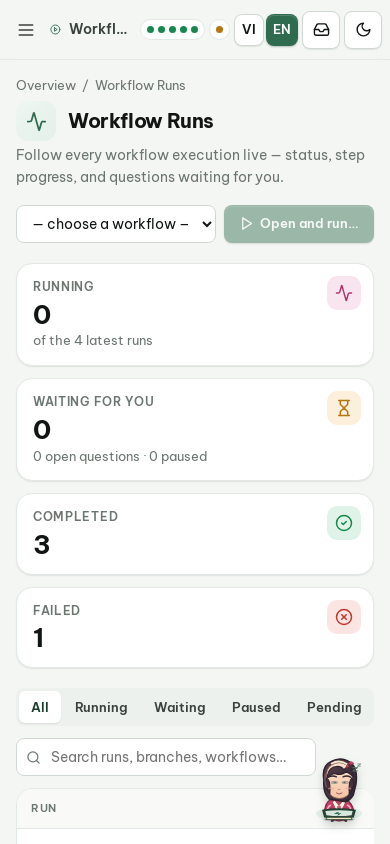 Workfl...
VI
EN
Overview / Workflow Runs
Workflow Runs
Follow every workflow execution live — status, step
progress, and questions waiting for you.
— choose a workflow –
Open and run...
RUNNING
0
of the 4 latest runs
WAITING FOR YOU
0
0 open questions · 0 paused
COMPLETED
3
FAILED
1
All Running Waiting Paused Pending
Search runs, branches, workflows...
RUN